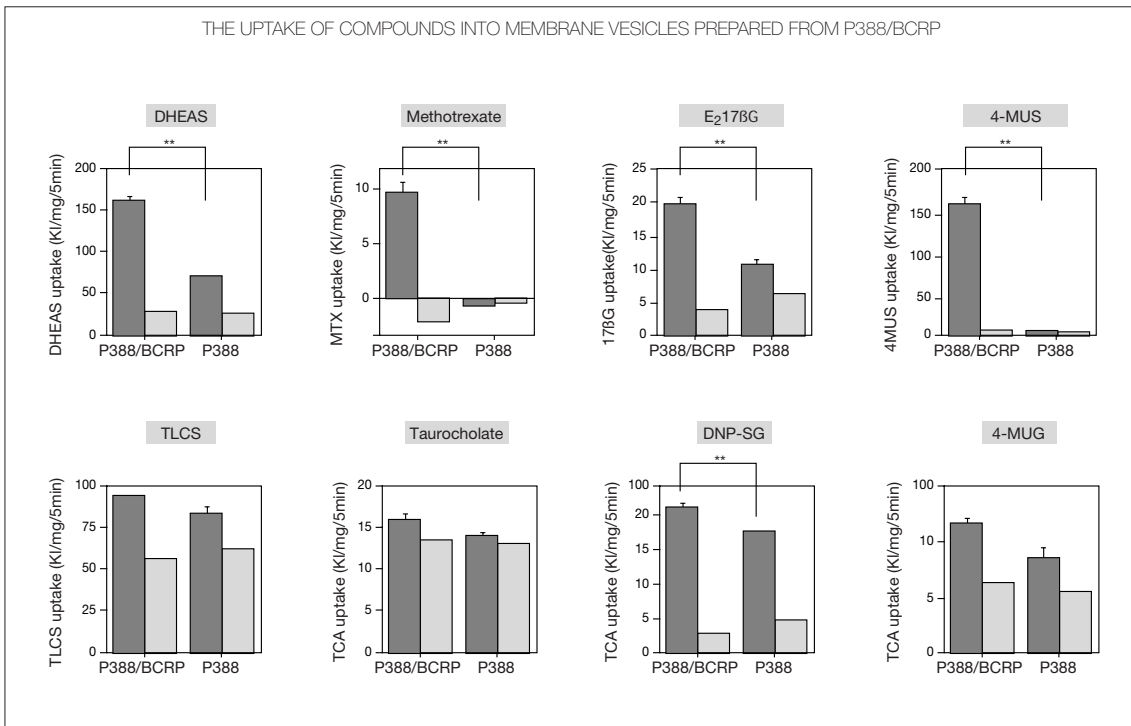 THE UPTAKE OF COMPOUNDS INTO MEMBRANE VESICLES PREPARED FROM P388/BCRP
DHEAS
**
DHEAS uptake (Kl/mg/5min)
200
150
100
50
0
P388/BCRP P388
Methotrexate
**
MTX uptake (Kl/mg/5min)
10
5
0
P388/BCRP P388
E₂17ßG
**
17ßG uptake(Kl/mg/5min)
25
20
15
10
5
0
P388/BCRP P388
4-MUS
**
4MUS uptake (Kl/mg/5min)
200
150
100
50
0
P388/BCRP P388
TLCS
TLCS uptake (Kl/mg/5min)
100
75
50
25
0
P388/BCRP P388
Taurocholate
TCA uptake (Kl/mg/5min)
20
15
10
5
0
P388/BCRP P388
DNP-SG
**
TCA uptake (Kl/mg/5min)
100
20
15
10
5
0
P388/BCRP P388
4-MUG
TCA uptake (Kl/mg/5min)
100
10
5
0
P388/BCRP P388